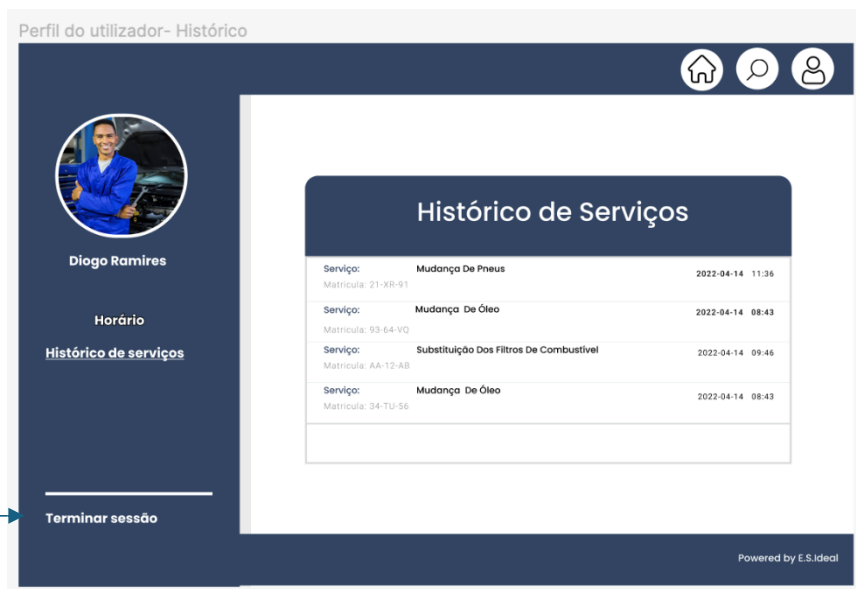 Perfil do utilizador- Histórico
Diogo Ramires
Horário
Histórico de serviços
Terminar sessão
Histórico de Serviços
Serviço: Mudança De Pneus 2022-04-14 11:36
Matricula: 21-XR-91
Serviço: Mudança De Óleo 2022-04-14 08:43
Matricula: 93-64-VQ
Serviço: Substituição Dos Filtros De Combustível 2022-04-14 09:46
Matricula: AA-12-AB
Serviço: Mudança De Óleo 2022-04-14 08:43
Matricula: 34-TU-56
Powered by E.S.Ideal